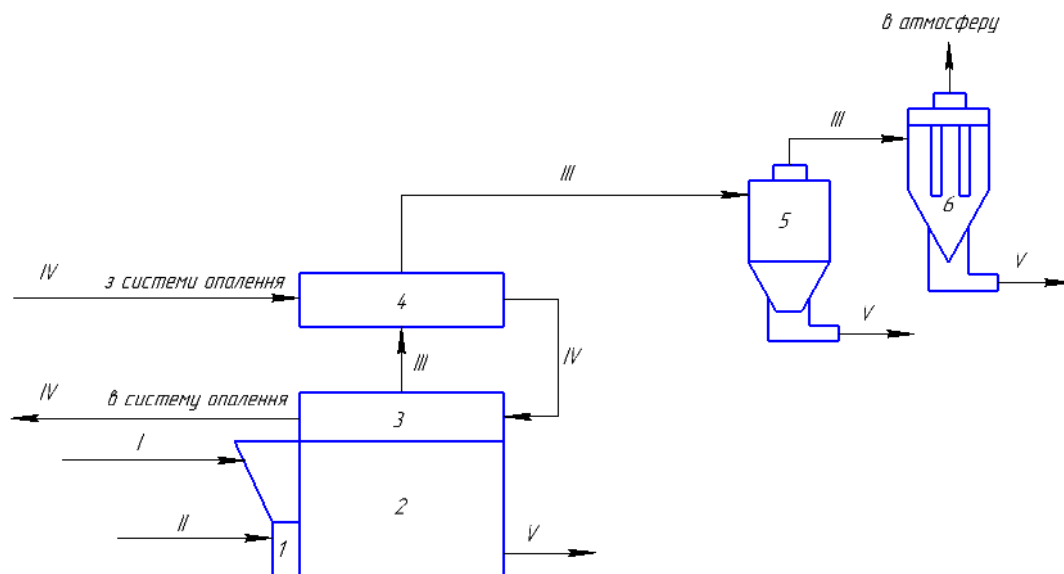 в атмосферу
III
6
III
5
V
IV
з системи опалення
4
V
III
IV
IV
в систему опалення
3
I
2
II
1
V